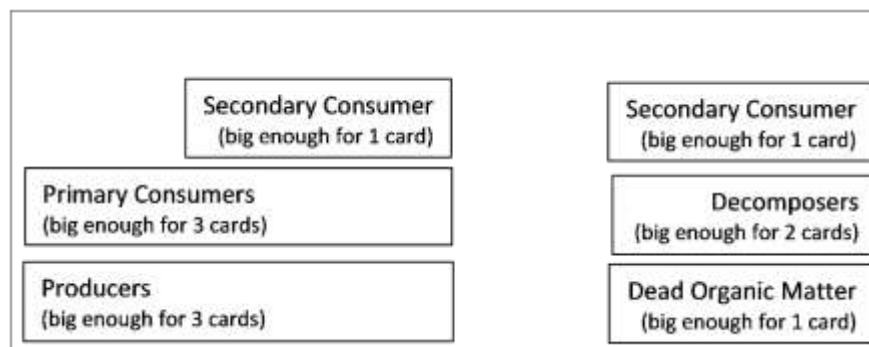 Secondary Consumer
(big enough for 1 card)
Primary Consumers
(big enough for 3 cards)
Producers
(big enough for 3 cards)
Secondary Consumer
(big enough for 1 card)
Decomposers
(big enough for 2 cards)
Dead Organic Matter
(big enough for 1 card)